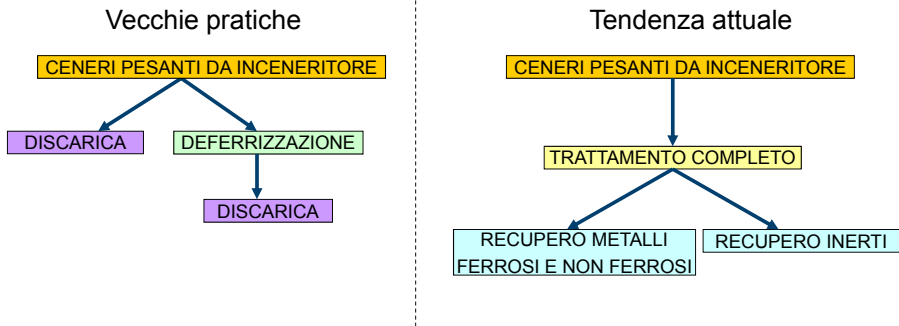 Vecchie pratiche
CENERI PESANTI DA INCENERITORE
DISCARICA
DEFERRIZZAZIONE
DISCARICA
Tendenza attuale
CENERI PESANTI DA INCENERITORE
TRATTAMENTO COMPLETO
RECUPERO METALLI
FERROSI E NON FERROSI
RECUPERO INERTI